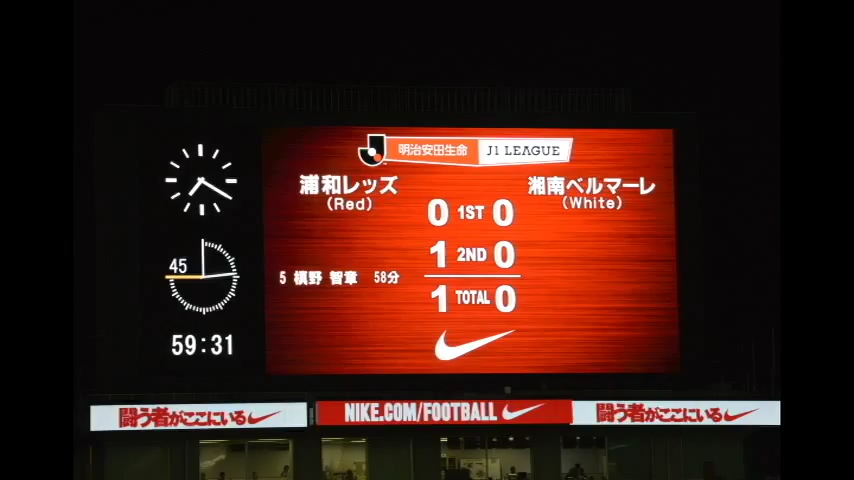 明治安田生命 J1 LEAGUE
浦和レッズ 湘南ベルマーレ
(Red) (White)
0 1ST 0
1 2ND 0
5 槙野 智章 58分
1 TOTAL 0
45
59:31
闘う者がここにいる NIKE.COM/FOOTBALL 闘う者がここにいる